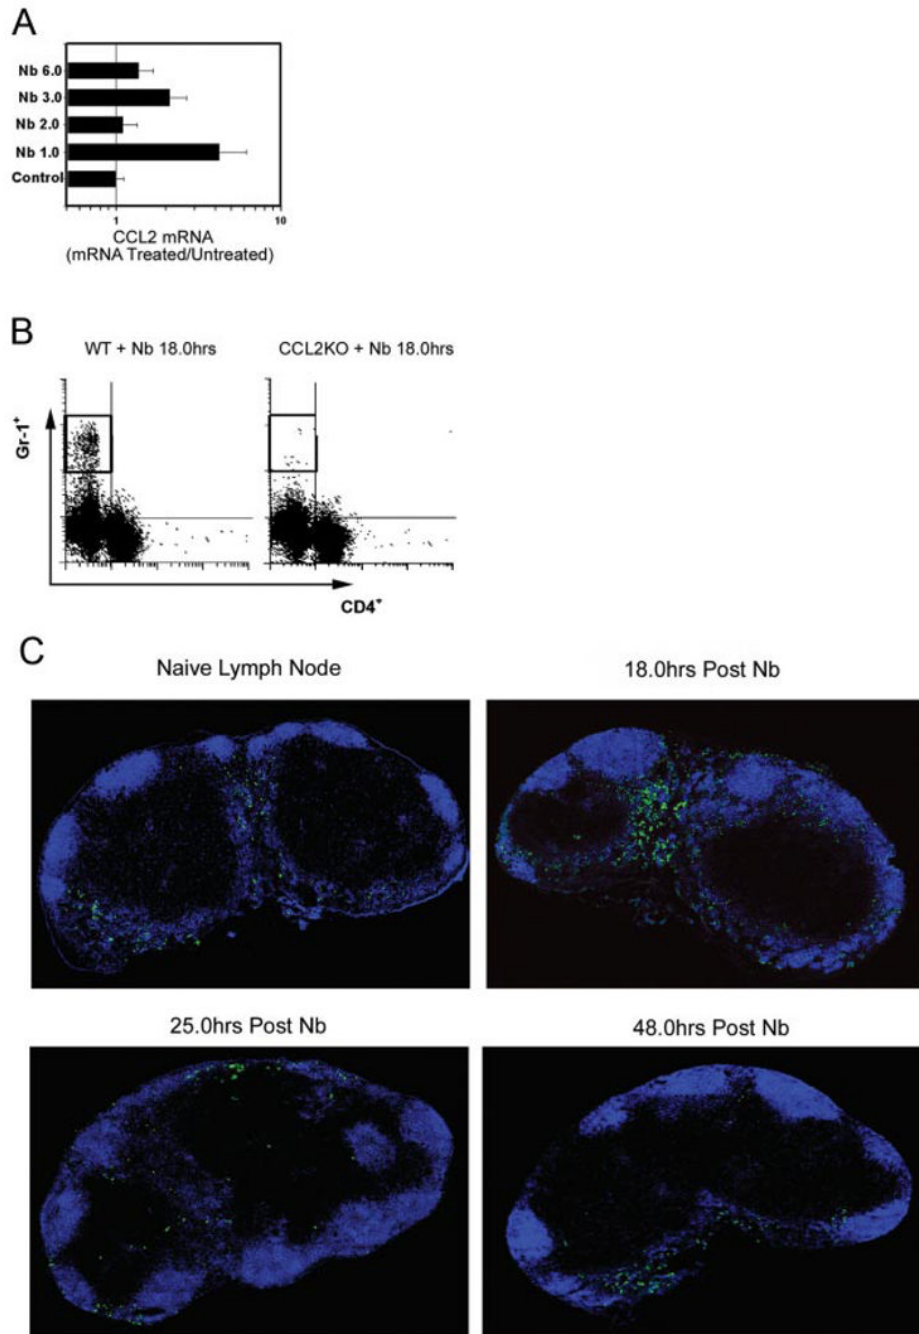 A
Nb 6.0
Nb 3.0
Nb 2.0
Nb 1.0
Control
1
10
CCL2 mRNA
(mRNA Treated/Untreated)
B
WT + Nb 18.0hrs
CCL2KO + Nb 18.0hrs
Gr-1⁺
CD4⁺
C
Naive Lymph Node
18.0hrs Post Nb
25.0hrs Post Nb
48.0hrs Post Nb